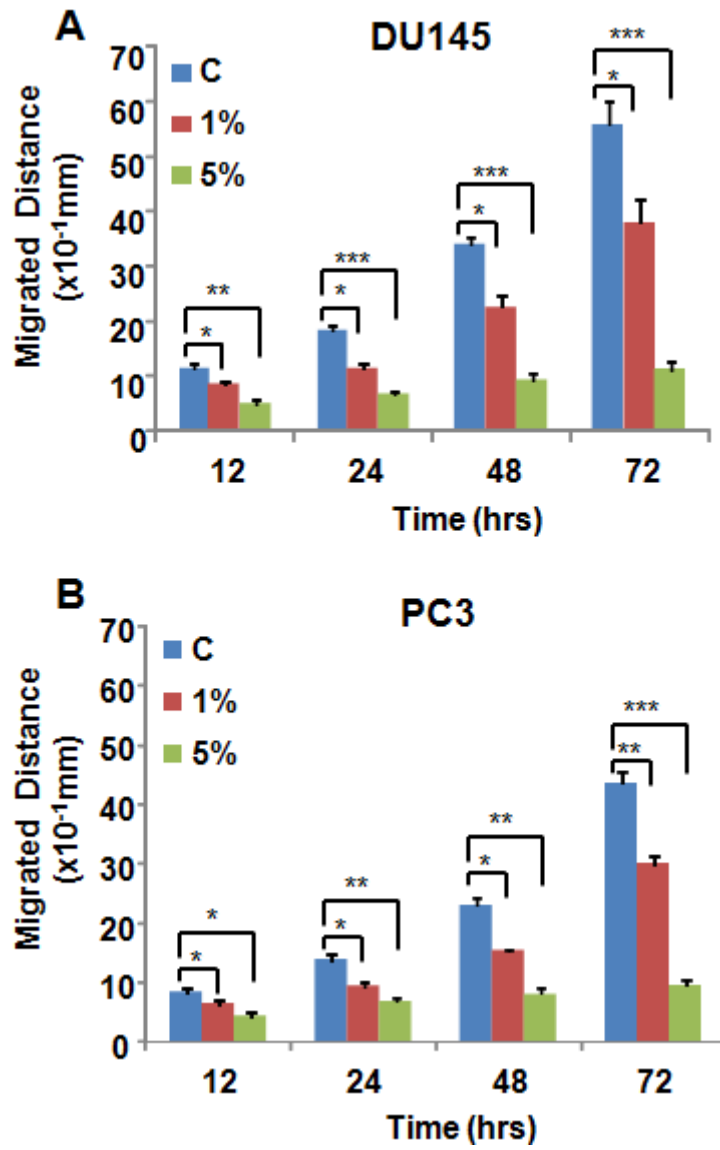 A
DU145
C
1%
5%
Migrated Distance
(x10⁻¹mm)
70
60
50
40
30
20
10
0
**
*
***
*
***
*
***
*
12 24 48 72
Time (hrs)
B
PC3
C
1%
5%
Migrated Distance
(x10⁻¹mm)
70
60
50
40
30
20
10
0
*
*
**
*
**
*
***
**
12 24 48 72
Time (hrs)